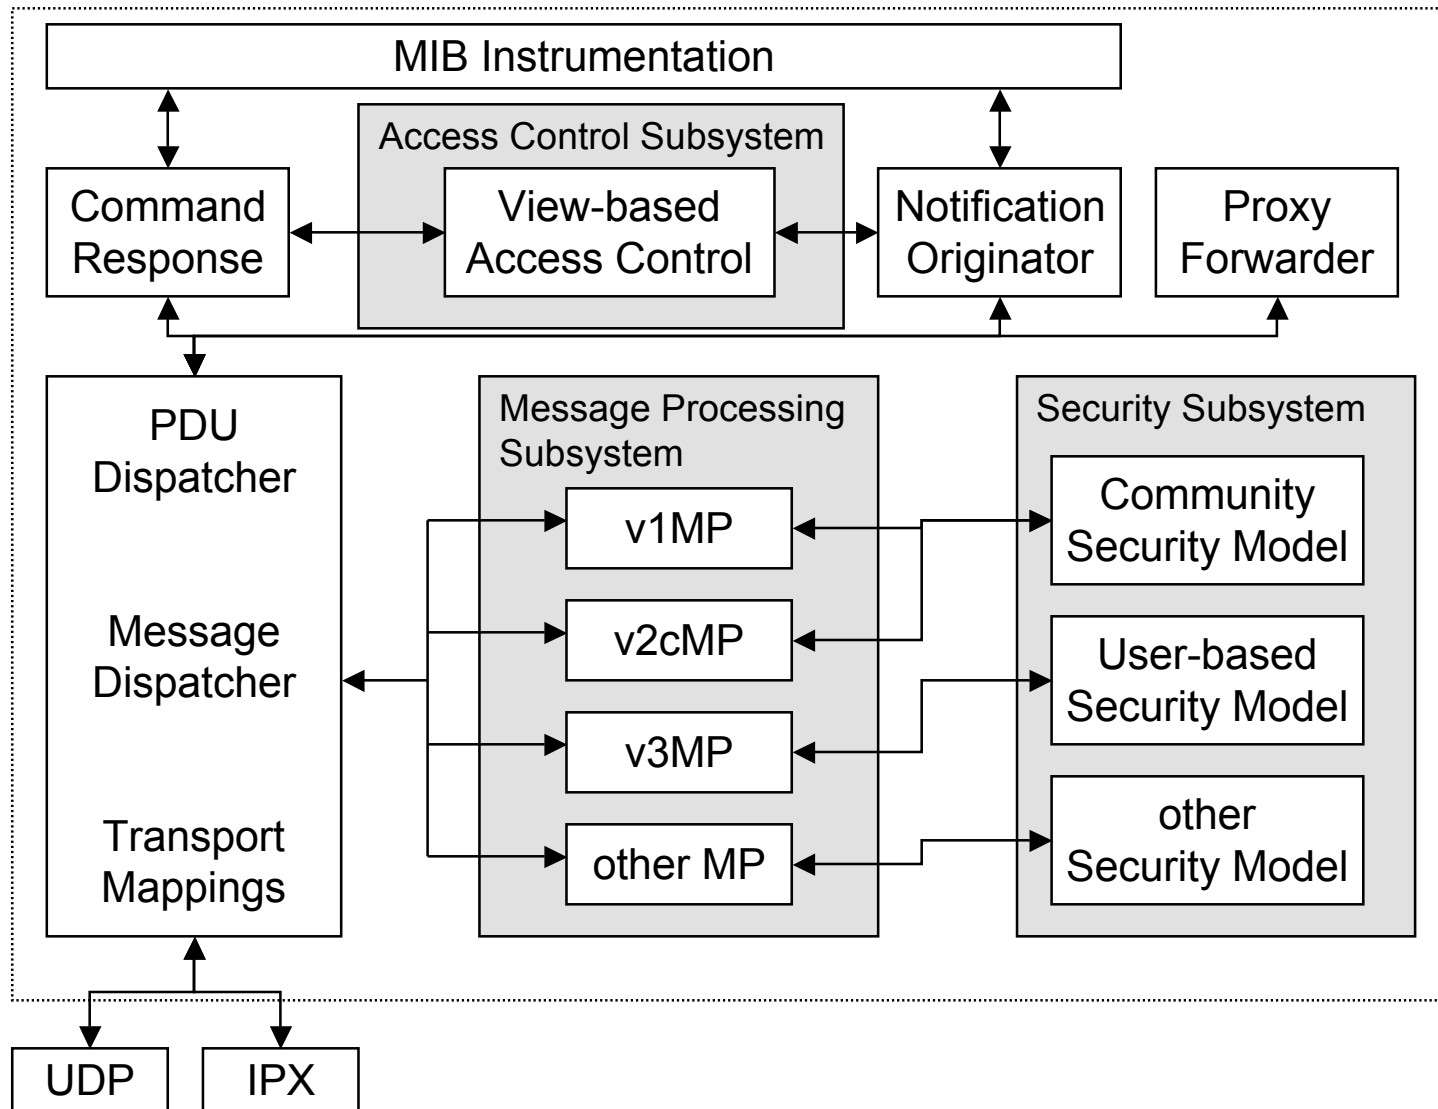 MIB Instrumentation
Access Control Subsystem
Command
Response
View-based
Access Control
Notification
Originator
Proxy
Forwarder
PDU
Dispatcher
Message
Dispatcher
Transport
Mappings
Message Processing
Subsystem
v1MP
v2cMP
v3MP
other MP
Security Subsystem
Community
Security Model
User-based
Security Model
other
Security Model
UDP
IPX